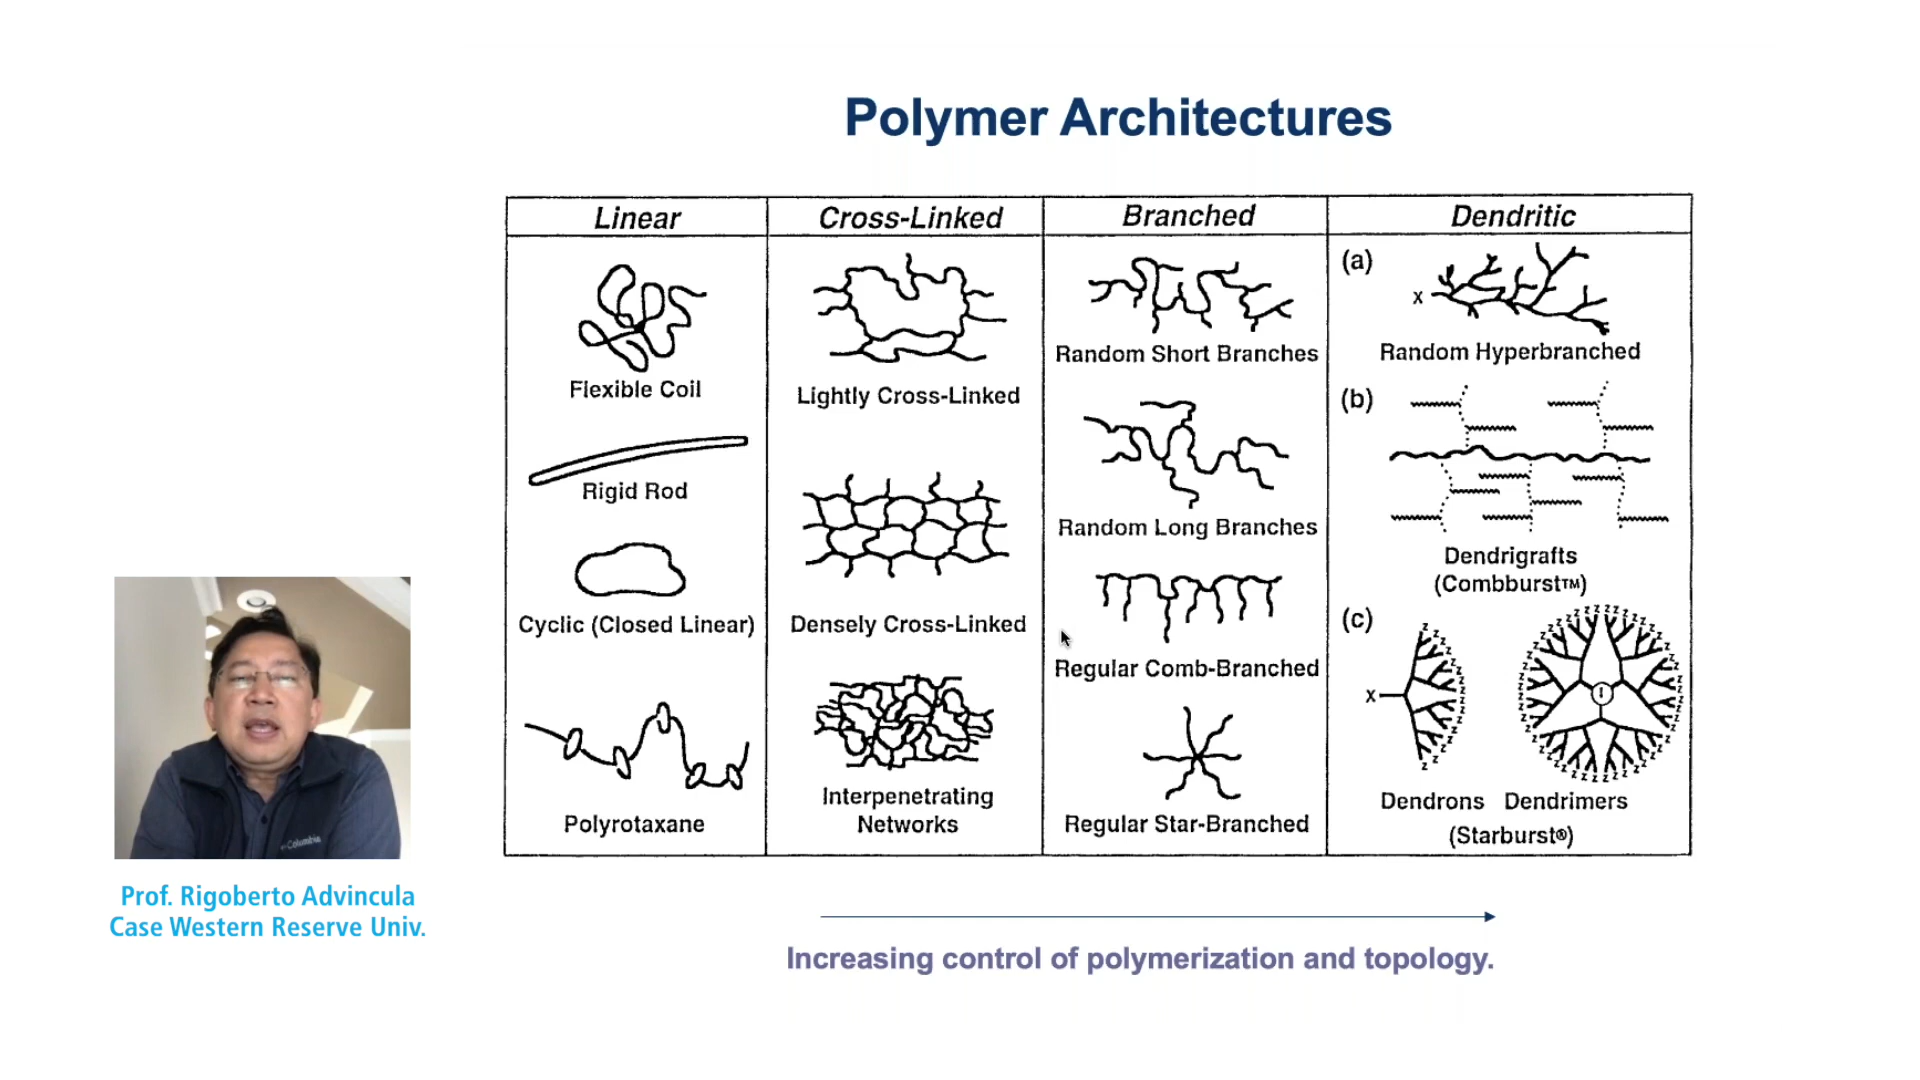 Polymer Architectures
Linear
Cross-Linked
Branched
Dendritic
Flexible Coil
Rigid Rod
Cyclic (Closed Linear)
Polyrotaxane
Lightly Cross-Linked
Densely Cross-Linked
Interpenetrating
Networks
Random Short Branches
Random Long Branches
Regular Comb-Branched
Regular Star-Branched
(a)
X
Random Hyperbranched
(b)
Dendrigrafts
(Combburst™)
(c)
X
I
Dendrons Dendrimers
(Starburst®)
Columbia
Prof. Rigoberto Advincula
Case Western Reserve Univ.
Increasing control of polymerization and topology.